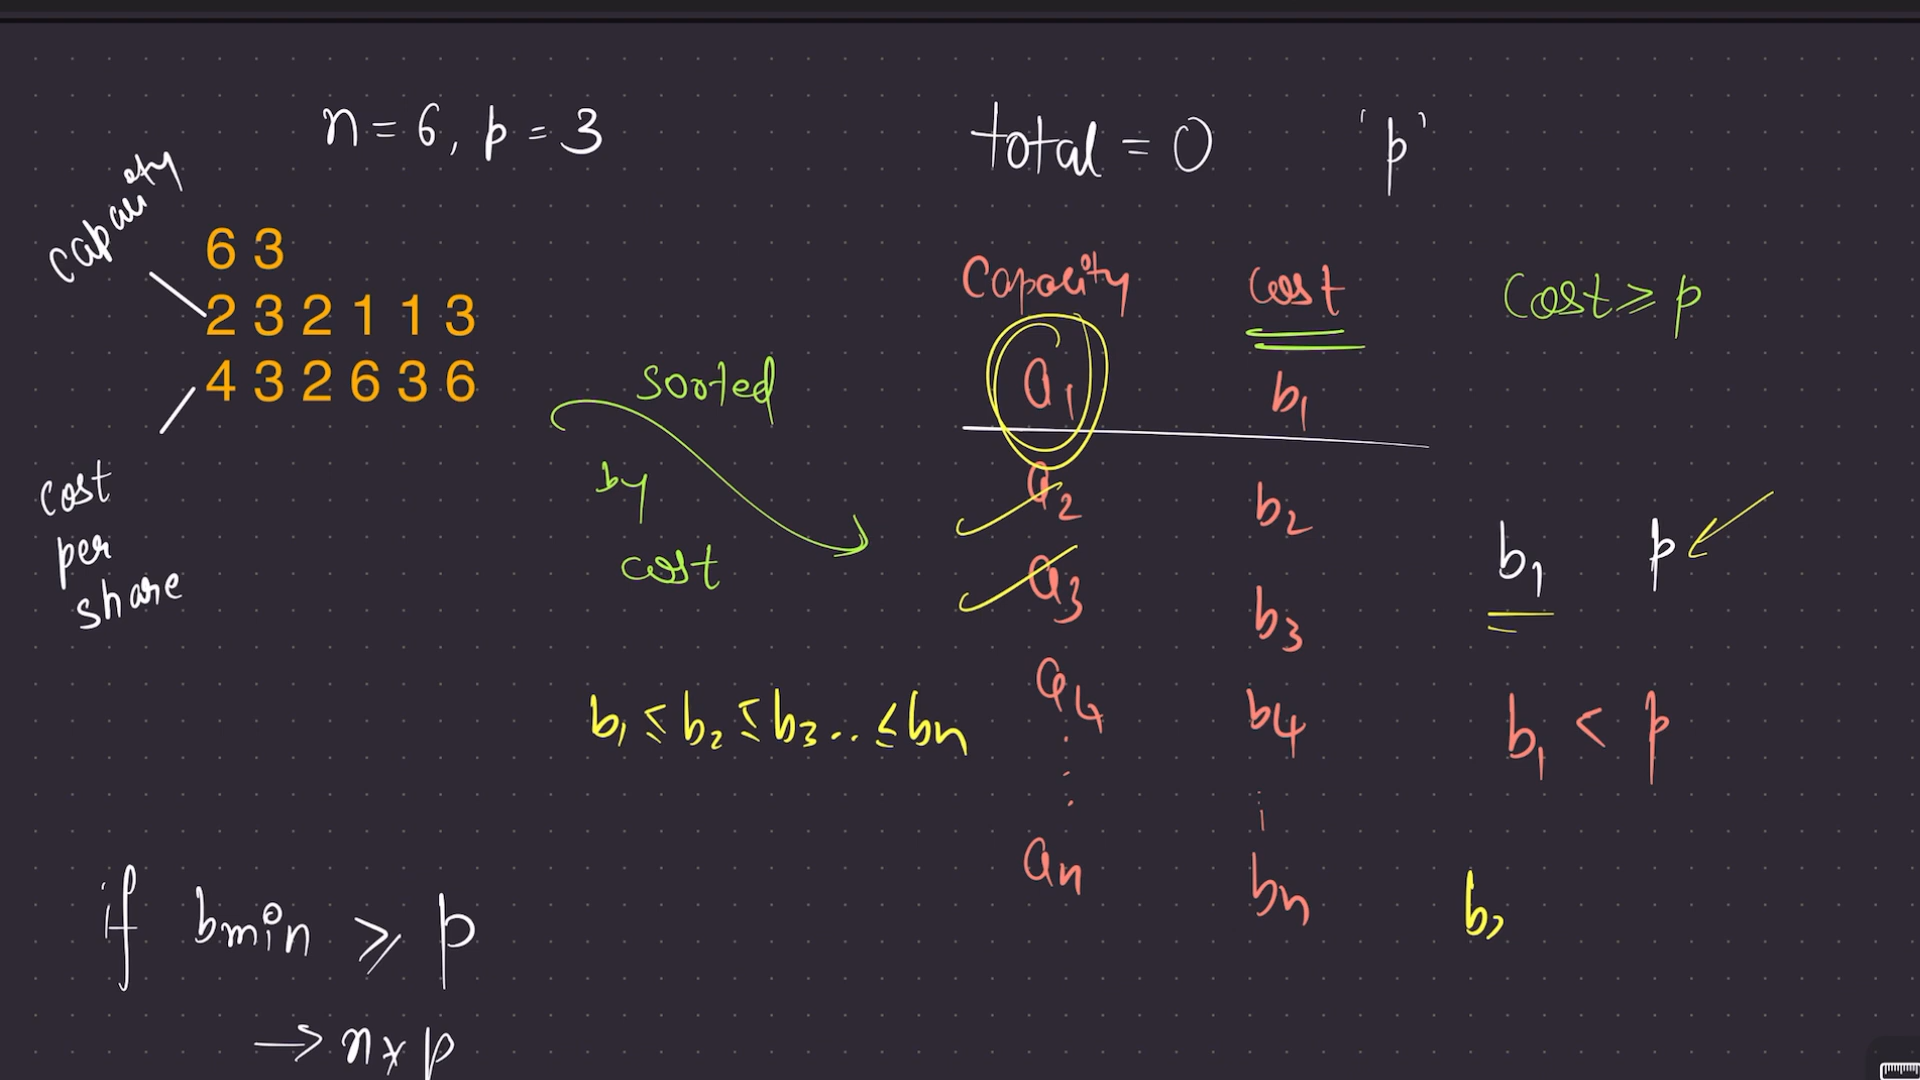 n = 6, p = 3
total = 0 'p'
capacity
6 3
2 3 2 1 1 3
4 3 2 6 3 6
cost
per
share
sorted
by
cost
Capacity cost
a1 b1
a2 b2
a3 b3
a4 b4
an bn
cost ≥ p
b1 p
b1 < p
b2
b1 ≤ b2 ≤ b3 .. ≤ bn
if bmin ≥ p
→ n * p